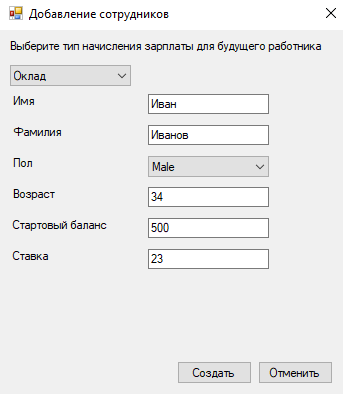 Добавление сотрудников
Выберите тип начисления зарплаты для будущего работника
Оклад
Имя Иван
Фамилия Иванов
Пол Male
Возраст 34
Стартовый баланс 500
Ставка 23
Создать Отменить